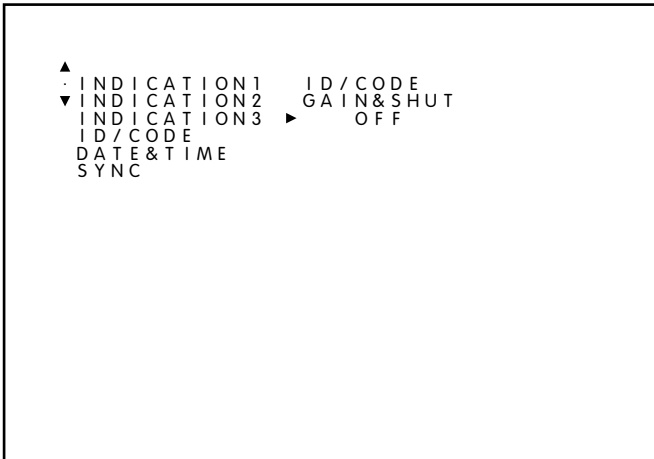 ▲
· INDICATION1 ID/CODE
▼ INDICATION2 GAIN&SHUT
INDICATION3 ▶ OFF
ID/CODE
DATE&TIME
SYNC